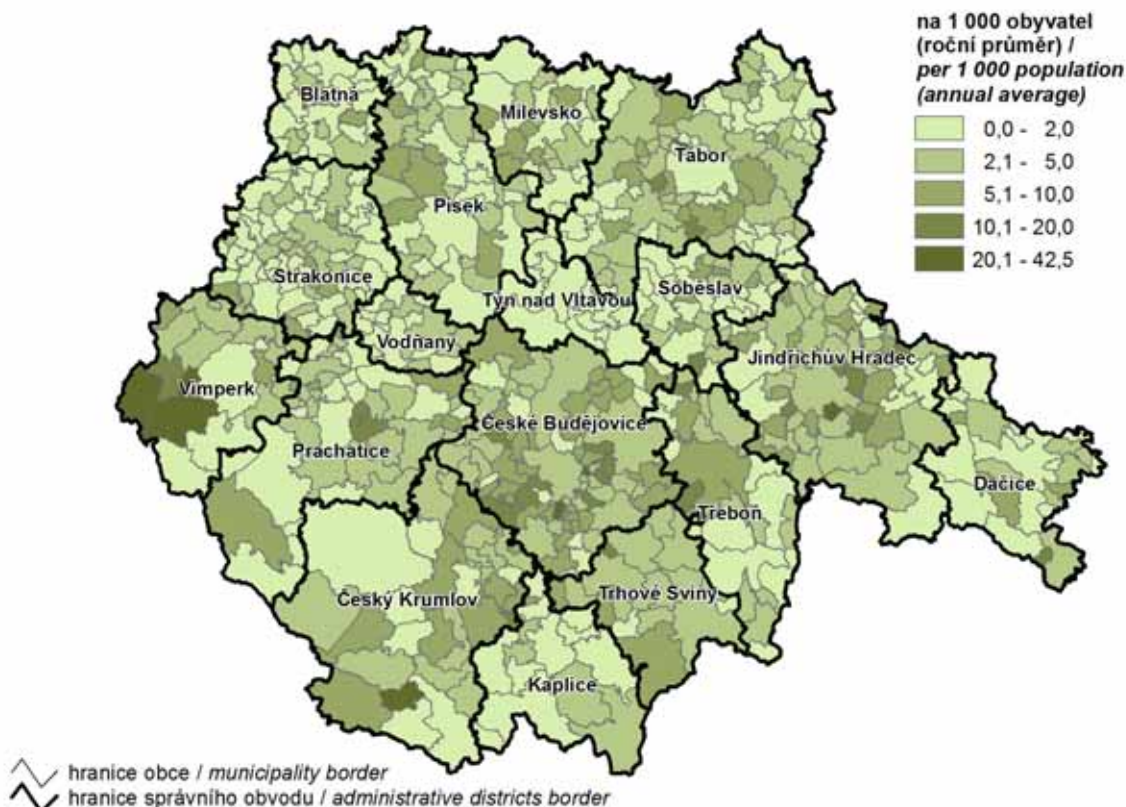 na 1 000 obyvatel
(roční průměr) /
per 1 000 population
(annual average)
0,0 - 2,0
2,1 - 5,0
5,1 - 10,0
10,1 - 20,0
20,1 - 42,5
Blatná
Milevsko
Tábor
Písek
Strakonice
Týn nad Vltavou
Soběslav
Vodňany
Jindřichův Hradec
Vimperk
České Budějovice
Prachatice
Dačice
Třeboň
Český Krumlov
Trhové Sviny
Kaplice
hranice obce / municipality border
hranice správního obvodu / administrative districts border